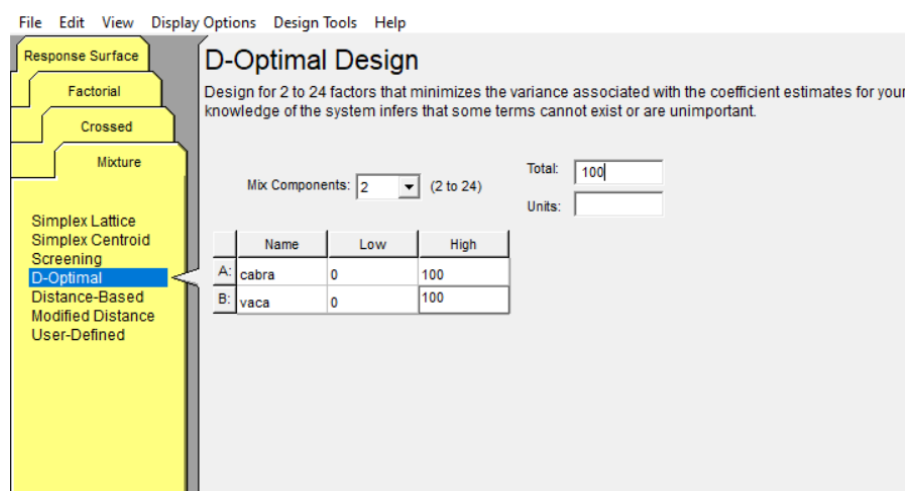 File Edit View Display Options Design Tools Help
Response Surface
Factorial
Crossed
Mixture
Simplex Lattice
Simplex Centroid
Screening
D-Optimal
Distance-Based
Modified Distance
User-Defined
D-Optimal Design
Design for 2 to 24 factors that minimizes the variance associated with the coefficient estimates for your
knowledge of the system infers that some terms cannot exist or are unimportant.
Mix Components: 2 (2 to 24)
Total: 100
Units:
Name Low High
A: cabra 0 100
B: vaca 0 100